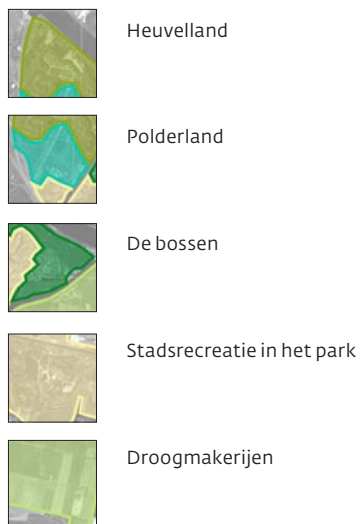 Heuvelland
Polderland
De bossen
Stadsrecreatie in het park
Droogmakerijen